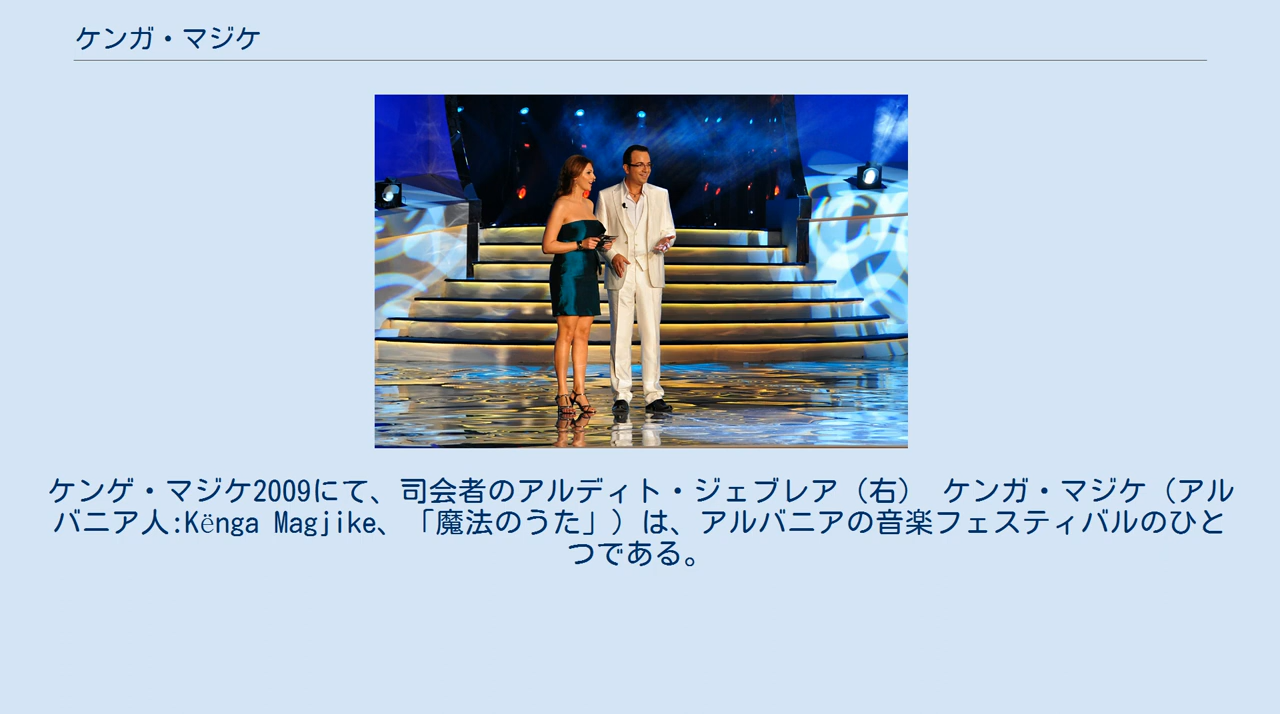 ケンガ・マジケ
ケンゲ・マジケ2009にて、司会者のアルディト・ジェブレア（右） ケンガ・マジケ（アル
バニア人:Kënga Magjike、「魔法のうた」）は、アルバニアの音楽フェスティバルのひと
つである。